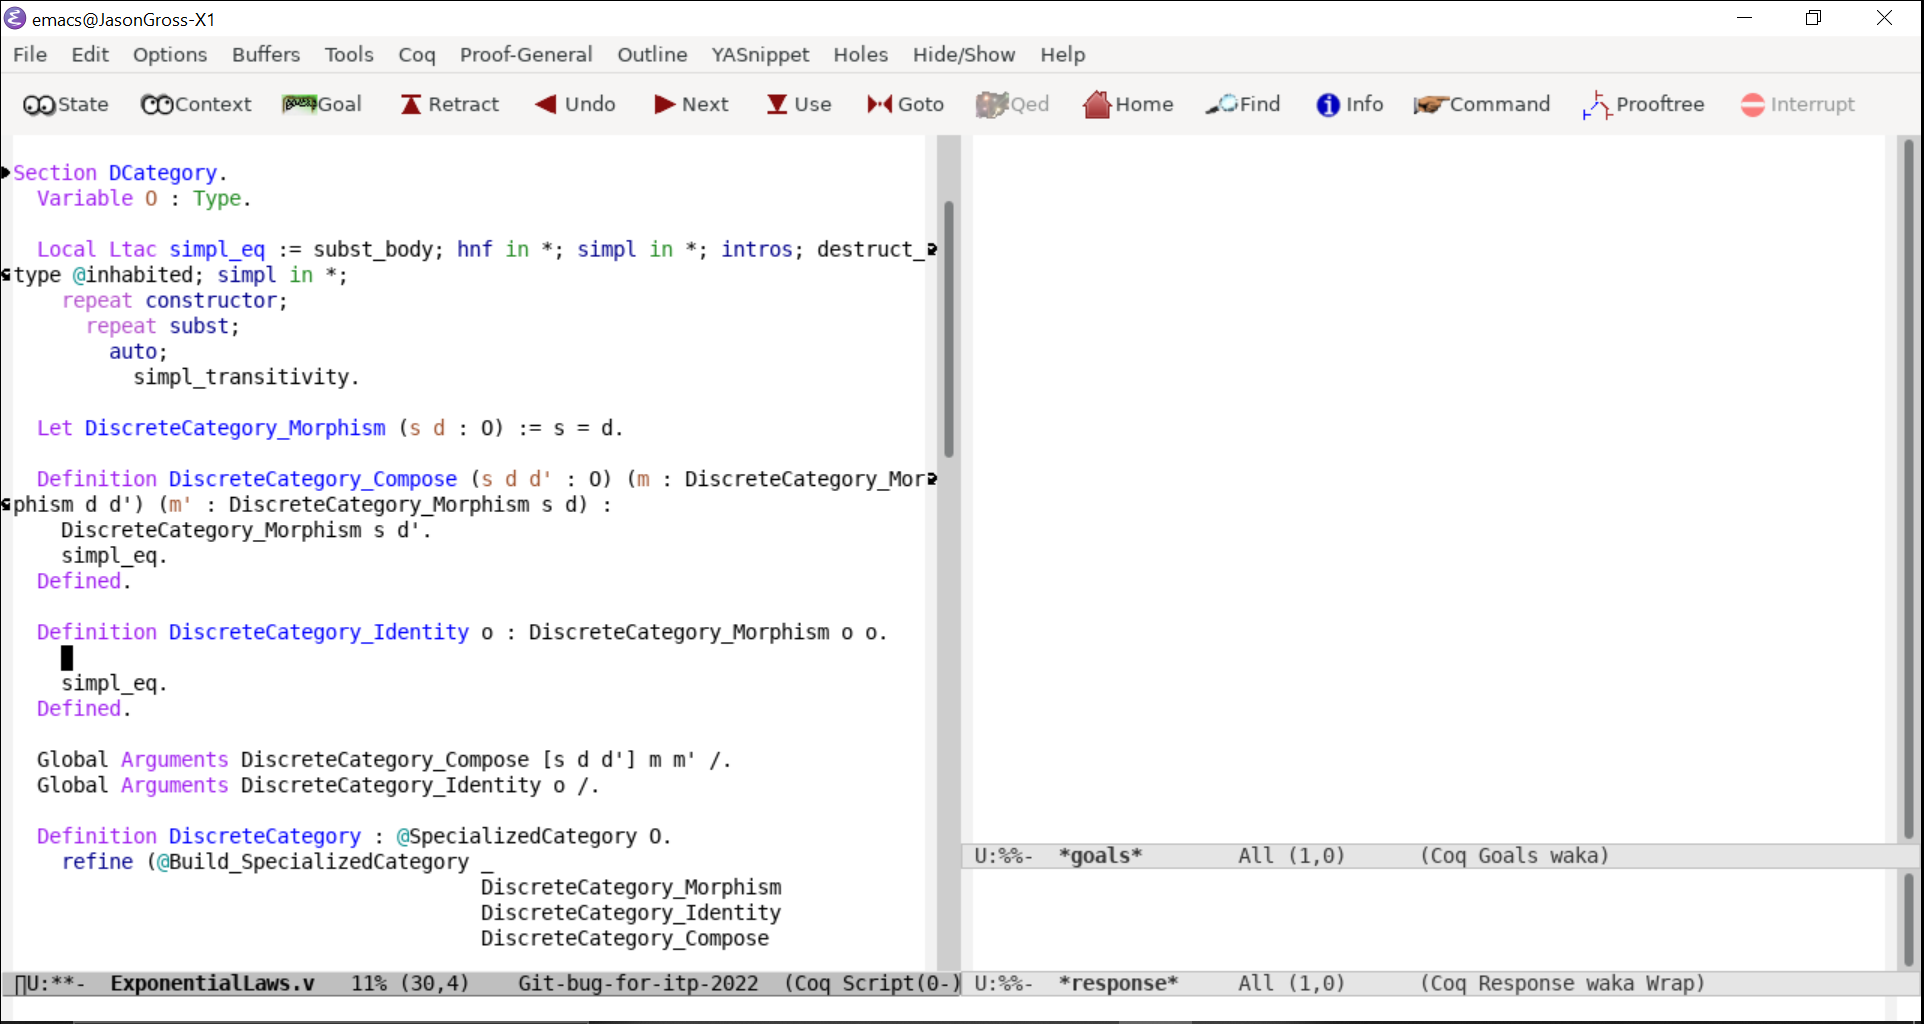 emacs@JasonGross-X1
File Edit Options Buffers Tools Coq Proof-General Outline YASnippet Holes Hide/Show Help
State Context Goal Retract Undo Next Use Goto Qed Home Find Info Command Prooftree Interrupt
Section DCategory.
Variable O : Type.
Local Ltac simpl_eq := subst_body; hnf in *; simpl in *; intros; destruct_
type @inhabited; simpl in *;
repeat constructor;
repeat subst;
auto;
simpl_transitivity.
Let DiscreteCategory_Morphism (s d : O) := s = d.
Definition DiscreteCategory_Compose (s d d' : O) (m : DiscreteCategory_Mor
phism d d') (m' : DiscreteCategory_Morphism s d) :
DiscreteCategory_Morphism s d'.
simpl_eq.
Defined.
Definition DiscreteCategory_Identity o : DiscreteCategory_Morphism o o.
simpl_eq.
Defined.
Global Arguments DiscreteCategory_Compose [s d d'] m m' /.
Global Arguments DiscreteCategory_Identity o /.
Definition DiscreteCategory : @SpecializedCategory O.
refine (@Build_SpecializedCategory _
DiscreteCategory_Morphism
DiscreteCategory_Identity
DiscreteCategory_Compose
U:**- ExponentialLaws.v 11% (30,4) Git-bug-for-itp-2022 (Coq Script(0-)
U:%%- *goals* All (1,0) (Coq Goals waka)
U:%%- *response* All (1,0) (Coq Response waka Wrap)